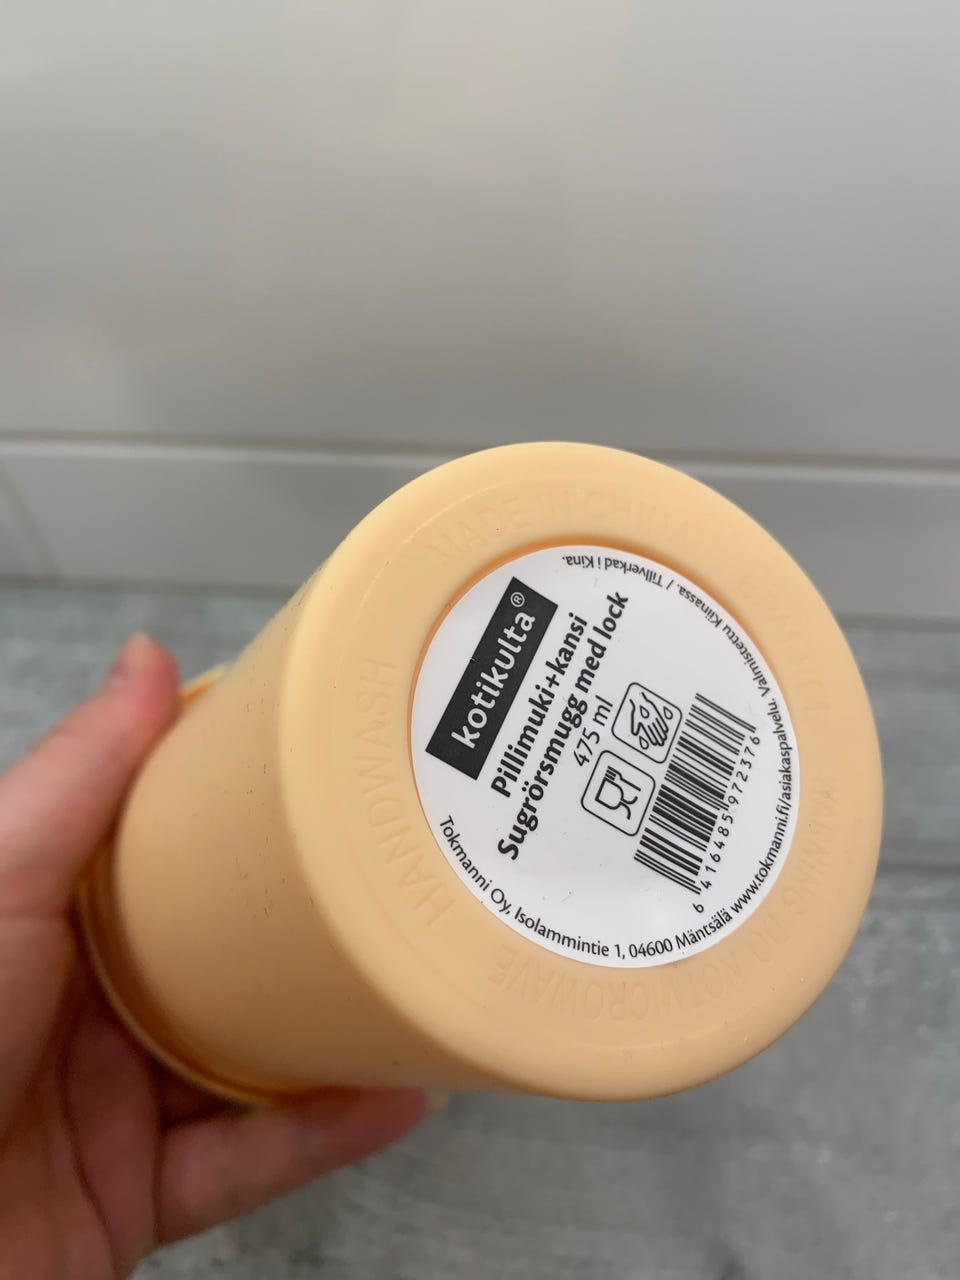 kotikulta®
Pillimuki+kansi
Sugrörsmugg med lock
475 ml
6 416485 972376
Tokmanni Oy, Isolammintie 1, 04600 Mäntsälä www.tokmanni.fi/asiakaspalvelu. Valmistettu Kiinassa. / Tillverkad i Kina.
MADE IN CHINA
HANDWASH
WARNING: DO NOT MICROWAVE